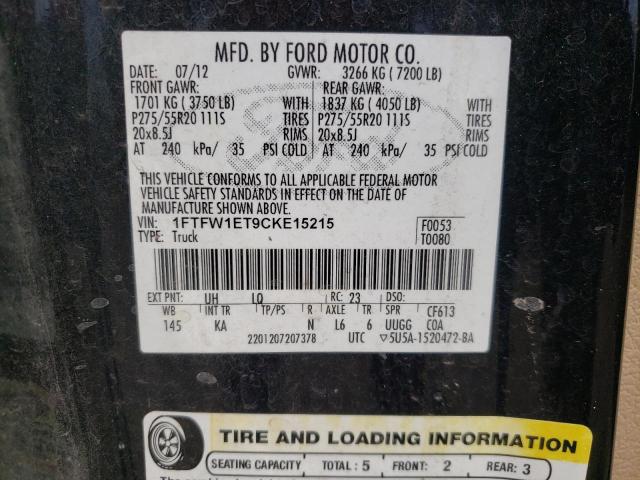 MFD. BY FORD MOTOR CO.
DATE: 07/12 GVWR: 3266 KG ( 7200 LB)
FRONT GAWR: REAR GAWR:
1701 KG ( 3750 LB) WITH 1837 KG ( 4050 LB) WITH
P275/55R20 111S TIRES P275/55R20 111S TIRES
20x8.5J RIMS 20x8.5J RIMS
AT 240 kPa/ 35 PSI COLD AT 240 kPa/ 35 PSI COLD
THIS VEHICLE CONFORMS TO ALL APPLICABLE FEDERAL MOTOR
VEHICLE SAFETY STANDARDS IN EFFECT ON THE DATE OF
MANUFACTURE SHOWN ABOVE.
VIN: 1FTFW1ET9CKE15215 F0053
TYPE: Truck T0080
EXT PNT: UH LQ RC: 23 DSO:
WB INT TR TP/PS R AXLE TR SPR CF613
145 KA N L6 6 UUGG COA
2201207207378 UTC ▽5U5A-1520472-BA
TIRE AND LOADING INFORMATION
SEATING CAPACITY TOTAL: 5 FRONT: 2 REAR: 3